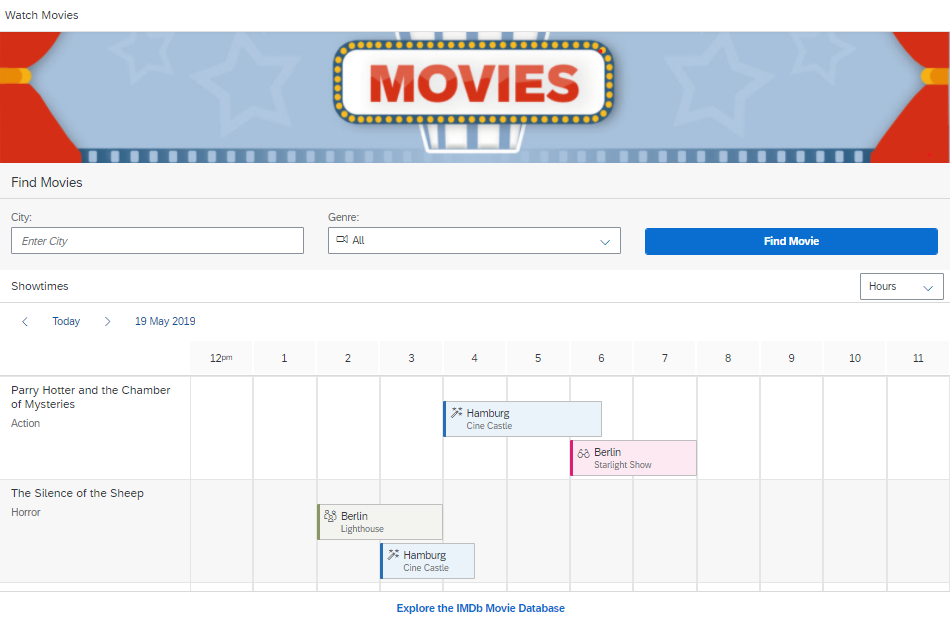 Watch Movies
MOVIES
Find Movies
City:
Genre:
Enter City
All
Find Movie
Showtimes
Hours
Today
19 May 2019
12pm 1 2 3 4 5 6 7 8 9 10 11
Parry Hotter and the Chamber
of Mysteries
Action
Hamburg
Cine Castle
Berlin
Starlight Show
The Silence of the Sheep
Horror
Berlin
Lighthouse
Hamburg
Cine Castle
Explore the IMDb Movie Database